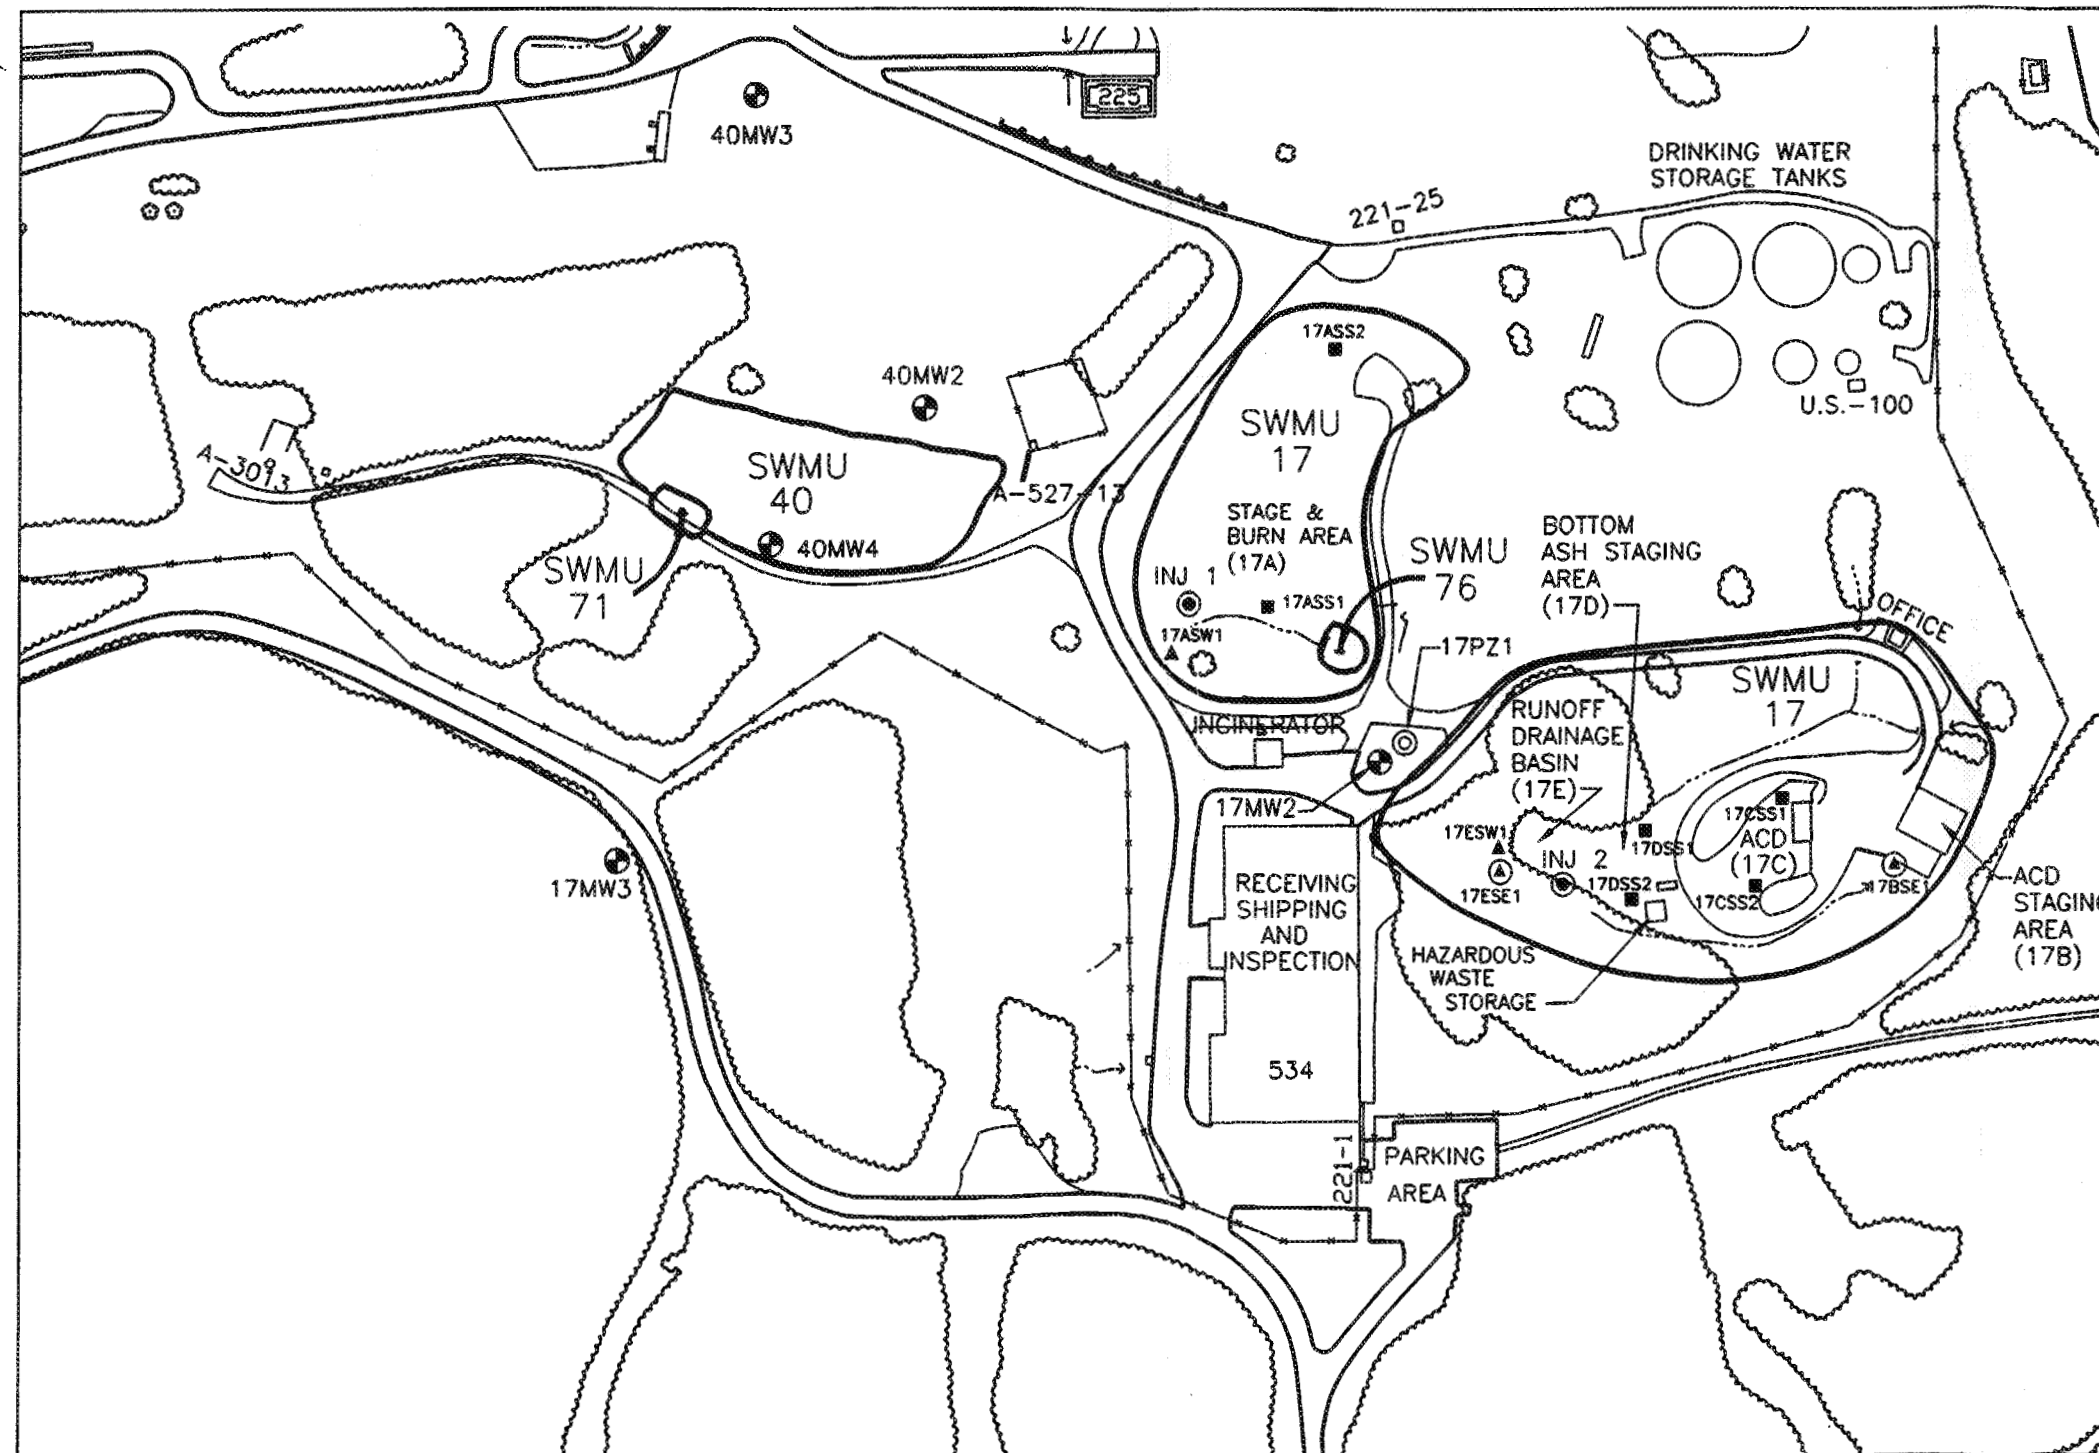 225
40MW3
DRINKING WATER
STORAGE TANKS
221-25
17ASS2
40MW2
U.S.-100
SWMU
17
SWMU
40
A-3013
A-527-13
STAGE &
BURN AREA
(17A)
BOTTOM
ASH STAGING
AREA
(17D)
SWMU
76
40MW4
SWMU
71
INJ 1
17ASS1
17ASW1
OFFICE
17PZ1
SWMU
17
RUNOFF
DRAINAGE
BASIN
(17E)
INCINERATOR
17MW2
17CSS1
ACD
(17C)
17ESW1
17DSS1
INJ 2
17MW3
17ESE1
17DSS2
17CSS2
17BSE1
RECEIVING
SHIPPING
AND
INSPECTION
ACD
STAGING
AREA
(17B)
HAZARDOUS
WASTE
STORAGE
534
221-1
PARKING
AREA